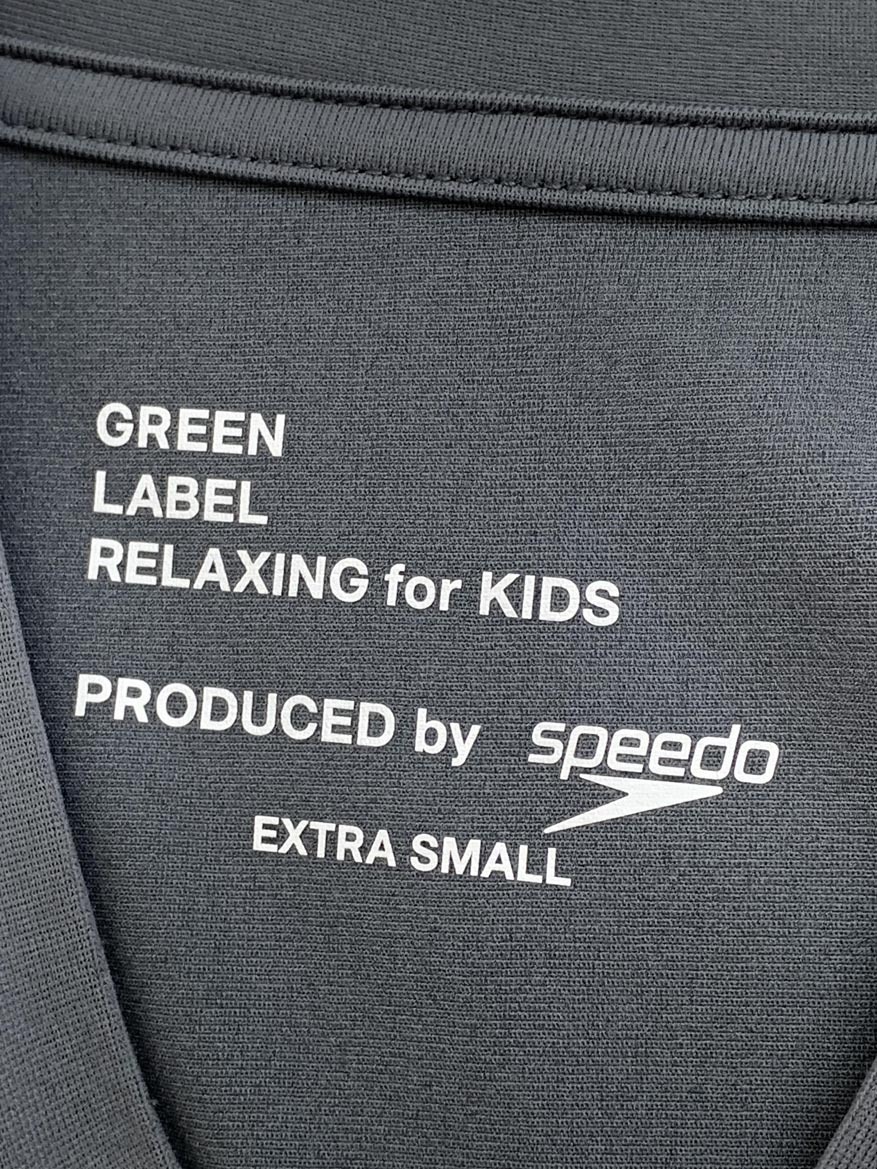 GREEN
LABEL
RELAXING for KIDS
PRODUCED by speedo
EXTRA SMALL